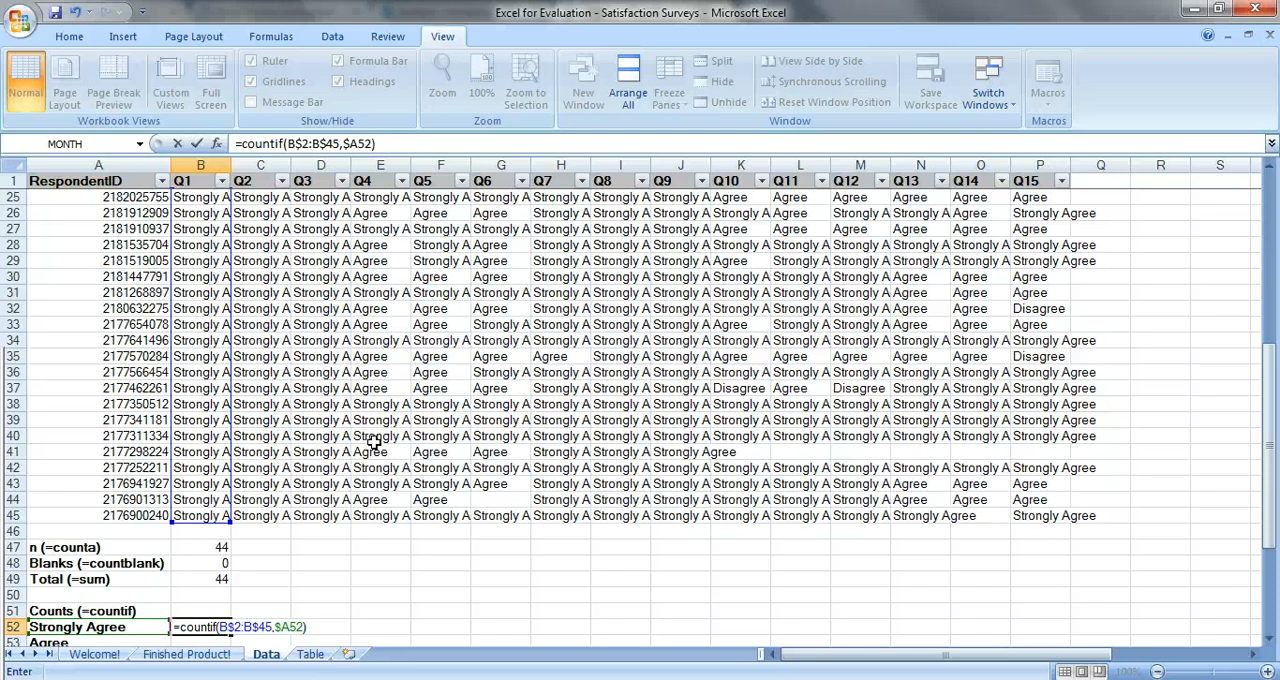 Excel for Evaluation - Satisfaction Surveys - Microsoft Excel
Home Insert Page Layout Formulas Data Review View
Ruler Formula Bar Split View Side by Side
Gridlines Headings Hide Synchronous Scrolling
Message Bar Unhide Reset Window Position
Normal Page Layout Page Break Preview Custom Views Full Screen Zoom 100% Zoom to Selection New Window Arrange All Freeze Panes Save Workspace Switch Windows Macros
Workbook Views Show/Hide Zoom Window Macros
MONTH fx =countif(B$2:B$45,$A52)
A B C D E F G H I J K L M N O P Q R S
1 RespondentID Q1 Q2 Q3 Q4 Q5 Q6 Q7 Q8 Q9 Q10 Q11 Q12 Q13 Q14 Q15
25 2182025755 Strongly A Strongly A Strongly A Strongly A Strongly A Strongly A Strongly A Strongly A Strongly A Agree Agree Agree Agree Agree Agree
26 2181912909 Strongly A Strongly A Strongly A Agree Agree Agree Strongly A Strongly A Strongly A Agree Agree Strongly A Strongly A Agree Strongly Agree
27 2181910937 Strongly A Strongly A Strongly A Strongly A Strongly A Strongly A Strongly A Strongly A Strongly A Agree Agree Agree Strongly A Agree Agree
28 2181535704 Strongly A Strongly A Strongly A Agree Strongly A Agree Strongly A Strongly A Strongly A Strongly A Strongly A Strongly A Strongly A Strongly A Strongly Agree
29 2181519005 Strongly A Strongly A Strongly A Agree Strongly A Agree Strongly A Strongly A Strongly A Agree Strongly A Strongly A Strongly A Strongly A Strongly Agree
30 2181447791 Strongly A Strongly A Strongly A Agree Agree Agree Strongly A Strongly A Strongly A Strongly A Strongly A Strongly A Agree Agree Agree
31 2181268897 Strongly A Strongly A Strongly A Strongly A Strongly A Strongly A Strongly A Strongly A Strongly A Strongly A Strongly A Strongly A Agree Agree Agree
32 2180632275 Strongly A Strongly A Strongly A Agree Agree Agree Strongly A Strongly A Strongly A Strongly A Strongly A Strongly A Agree Agree Disagree
33 2177654078 Strongly A Strongly A Strongly A Agree Agree Strongly A Strongly A Strongly A Strongly A Agree Strongly A Strongly A Agree Agree Agree
34 2177641496 Strongly A Strongly A Strongly A Strongly A Strongly A Strongly A Strongly A Strongly A Strongly A Strongly A Strongly A Strongly A Strongly A Strongly A Strongly Agree
35 2177570284 Strongly A Strongly A Strongly A Agree Agree Agree Agree Strongly A Strongly A Agree Agree Agree Agree Agree Disagree
36 2177566454 Strongly A Strongly A Strongly A Agree Agree Strongly A Strongly A Strongly A Strongly A Strongly A Strongly A Strongly A Strongly A Strongly A Strongly Agree
37 2177462261 Strongly A Strongly A Strongly A Agree Agree Agree Strongly A Strongly A Strongly A Disagree Agree Disagree Strongly A Strongly A Strongly Agree
38 2177350512 Strongly A Strongly A Strongly A Strongly A Strongly A Strongly A Strongly A Strongly A Strongly A Strongly A Strongly A Strongly A Strongly A Strongly A Strongly Agree
39 2177341181 Strongly A Strongly A Strongly A Strongly A Strongly A Strongly A Strongly A Strongly A Strongly A Strongly A Strongly A Strongly A Strongly A Strongly A Strongly Agree
40 2177311334 Strongly A Strongly A Strongly A Strongly A Strongly A Strongly A Strongly A Strongly A Strongly A Strongly A Strongly A Strongly A Strongly A Strongly A Strongly Agree
41 2177298224 Strongly A Strongly A Strongly A Agree Agree Agree Strongly A Strongly A Strongly Agree
42 2177252211 Strongly A Strongly A Strongly A Strongly A Strongly A Strongly A Strongly A Strongly A Strongly A Strongly A Strongly A Strongly A Strongly A Strongly A Strongly Agree
43 2176941927 Strongly A Strongly A Strongly A Strongly A Strongly A Agree Strongly A Strongly A Strongly A Strongly A Strongly A Strongly A Agree Agree Agree
44 2176901313 Strongly A Strongly A Strongly A Agree Agree Strongly A Strongly A Strongly A Strongly A Strongly A Strongly A Agree Agree Agree
45 2176900240 Strongly A Strongly A Strongly A Strongly A Strongly A Strongly A Strongly A Strongly A Strongly A Strongly A Strongly A Strongly A Strongly Agree Strongly Agree
46
47 n (=counta) 44
48 Blanks (=countblank) 0
49 Total (=sum) 44
50
51 Counts (=countif)
52 Strongly Agree =countif(B$2:B$45,$A52)
53 Agree
Welcome! Finished Product! Data Table
Enter 100%